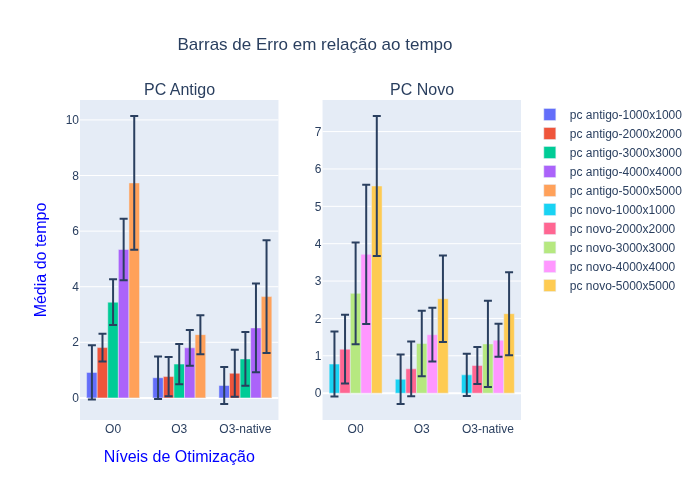 Barras de Erro em relação ao tempo
PC Antigo
PC Novo
Média do tempo
10
8
6
4
2
0
O0
O3
O3-native
Níveis de Otimização
7
6
5
4
3
2
1
0
O0
O3
O3-native
pc antigo-1000x1000
pc antigo-2000x2000
pc antigo-3000x3000
pc antigo-4000x4000
pc antigo-5000x5000
pc novo-1000x1000
pc novo-2000x2000
pc novo-3000x3000
pc novo-4000x4000
pc novo-5000x5000